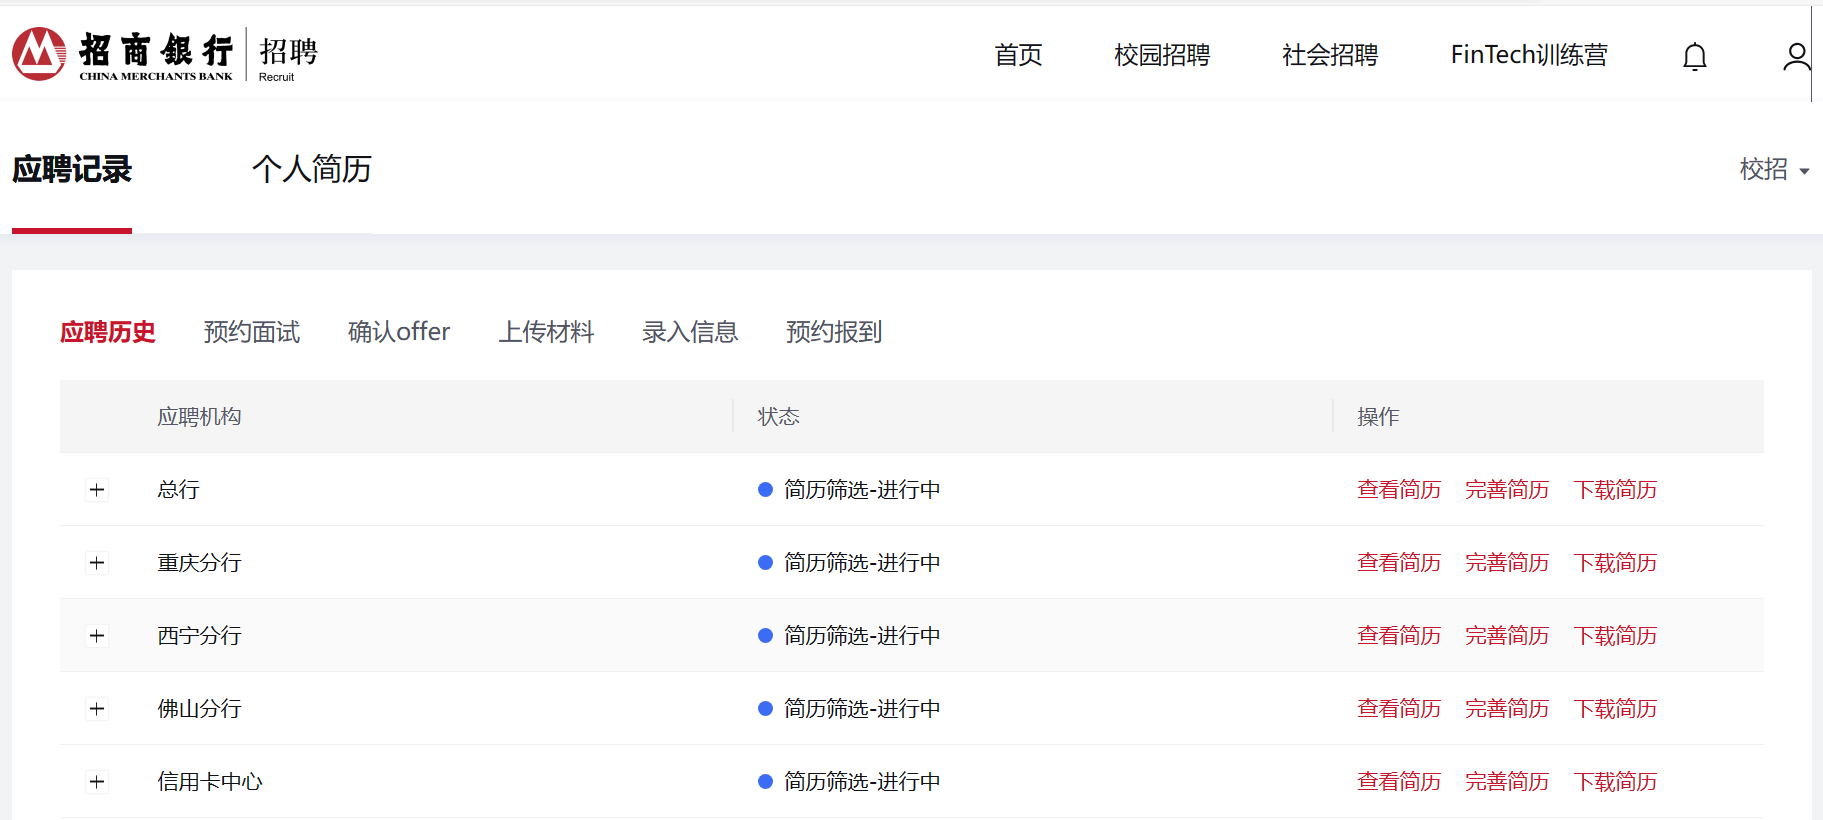 招商銀行 招聘
CHINA MERCHANTS BANK Recruit
首页 校园招聘 社会招聘 FinTech训练营
应聘记录 个人简历 校招
应聘历史 预约面试 确认offer 上传材料 录入信息 预约报到
应聘机构 状态 操作
总行 简历筛选-进行中 查看简历 完善简历 下载简历
重庆分行 简历筛选-进行中 查看简历 完善简历 下载简历
西宁分行 简历筛选-进行中 查看简历 完善简历 下载简历
佛山分行 简历筛选-进行中 查看简历 完善简历 下载简历
信用卡中心 简历筛选-进行中 查看简历 完善简历 下载简历